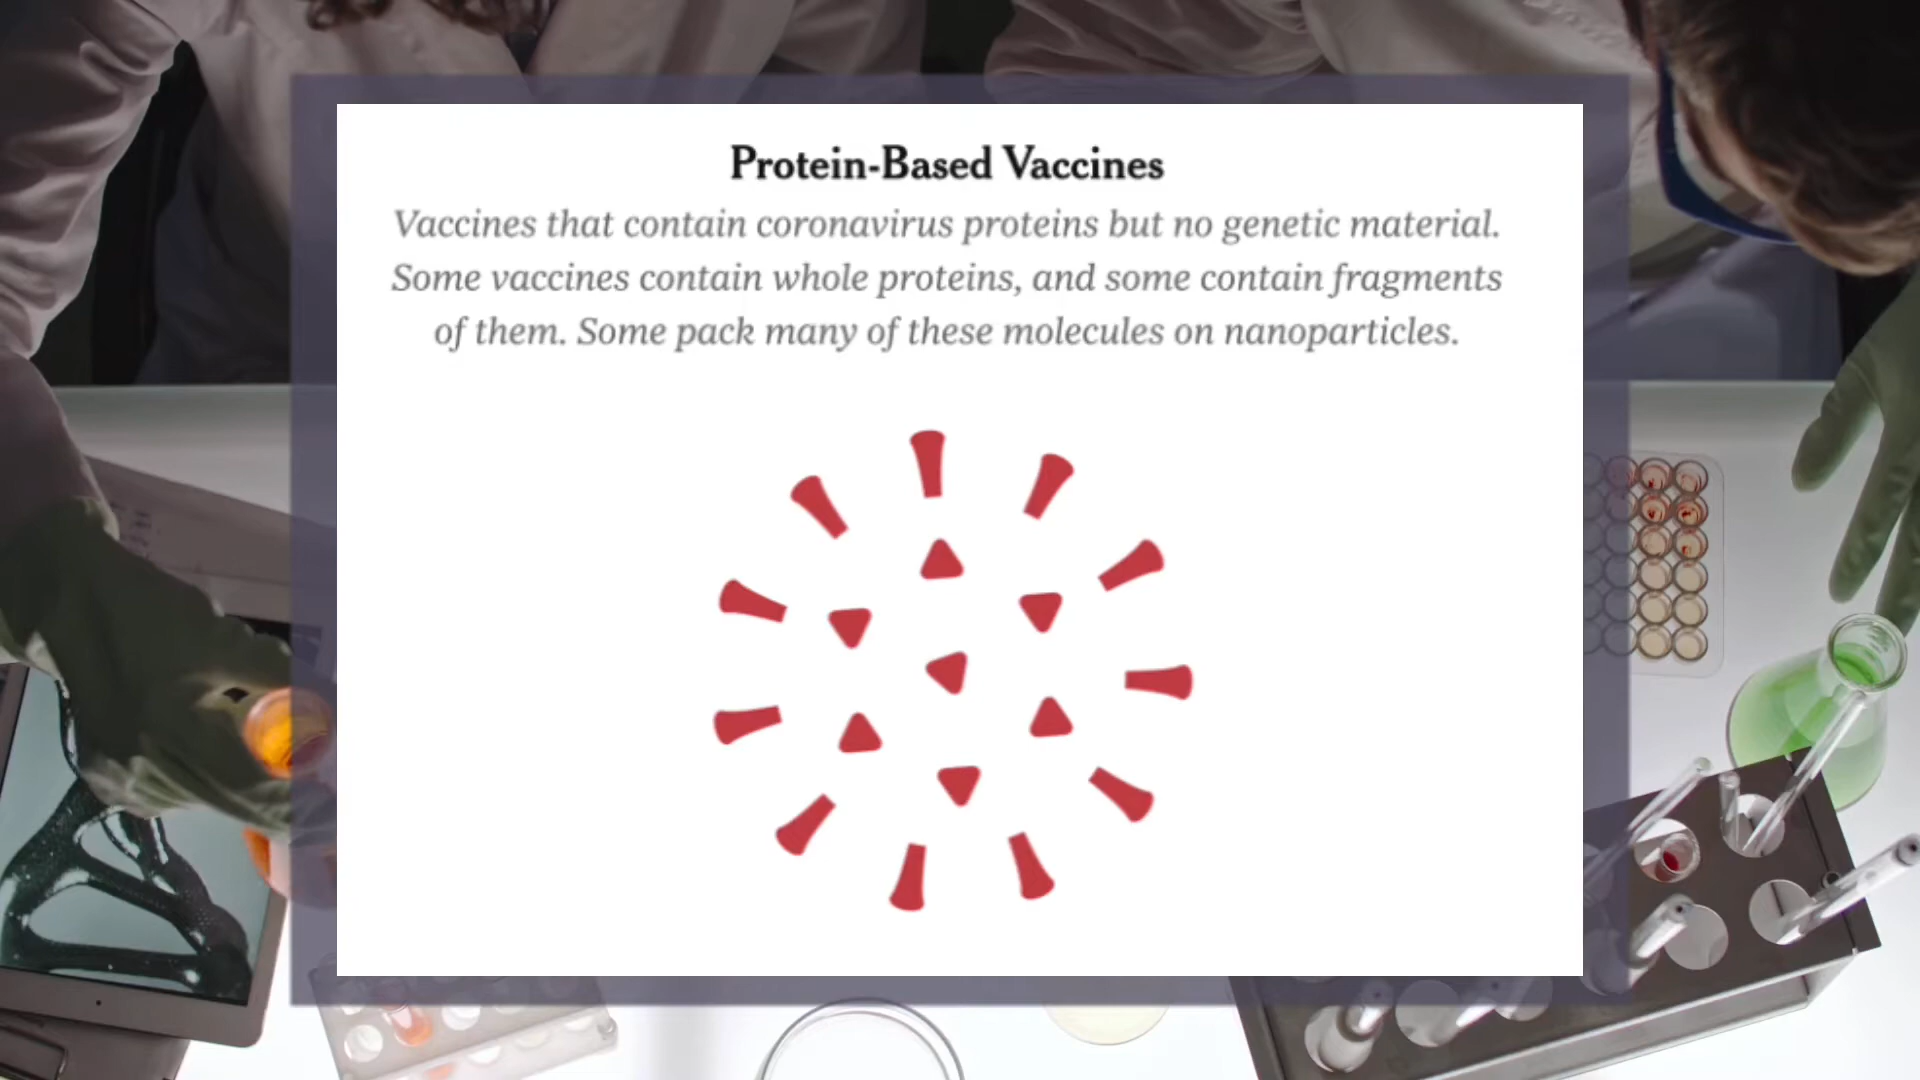 Protein-Based Vaccines
Vaccines that contain coronavirus proteins but no genetic material.
Some vaccines contain whole proteins, and some contain fragments
of them. Some pack many of these molecules on nanoparticles.